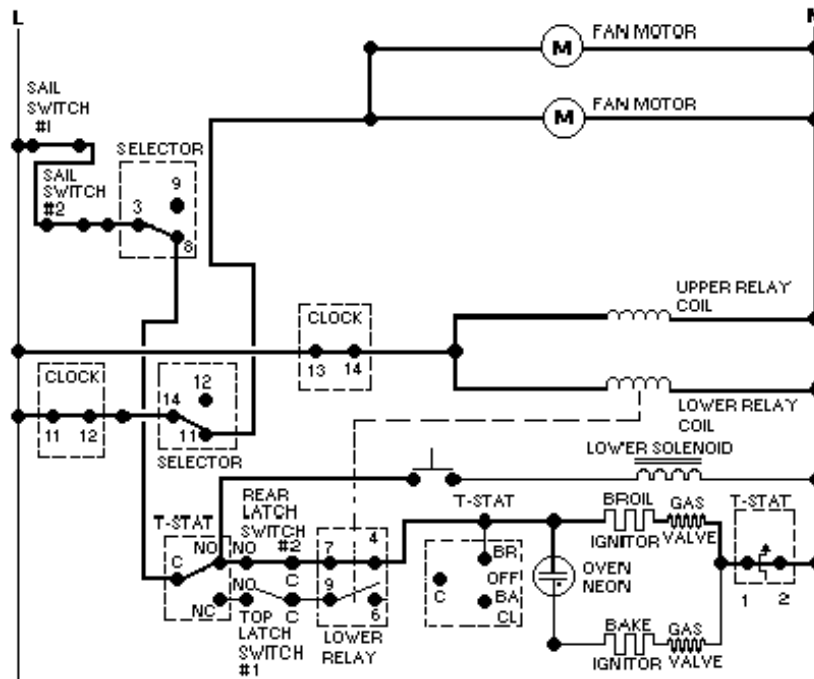 L
FAN MOTOR
M
FAN MOTOR
M
SAIL
SWITCH
#1
SELECTOR
SAIL
SWITCH
#2
9
3
8
UPPER RELAY
COIL
CLOCK
13 14
CLOCK
11 12
12
14
11
SELECTOR
LOWER RELAY
COIL
LOWER SOLENOID
T-STAT
REAR
LATCH
SWITCH
#2
T-STAT
BROIL
IGNITOR
GAS
VALVE
T-STAT
NO
NO
C
7
4
C
NO
C
9
6
NC
TOP
LATCH
SWITCH
#1
LOWER
RELAY
BR
OFF
C
BA
CL
OVEN
NEON
1 2
BAKE
IGNITOR
GAS
VALVE